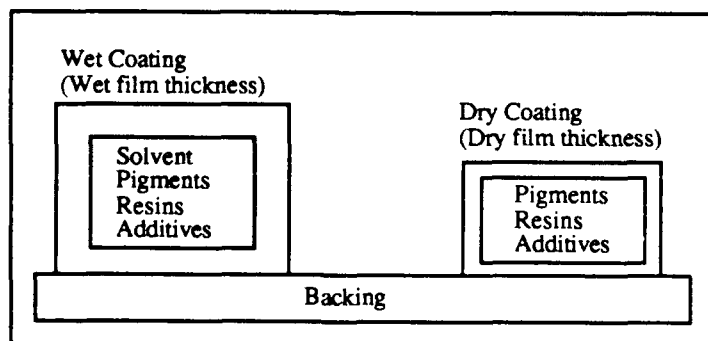 Wet Coating
(Wet film thickness)
Solvent
Pigments
Resins
Additives
Dry Coating
(Dry film thickness)
Pigments
Resins
Additives
Backing